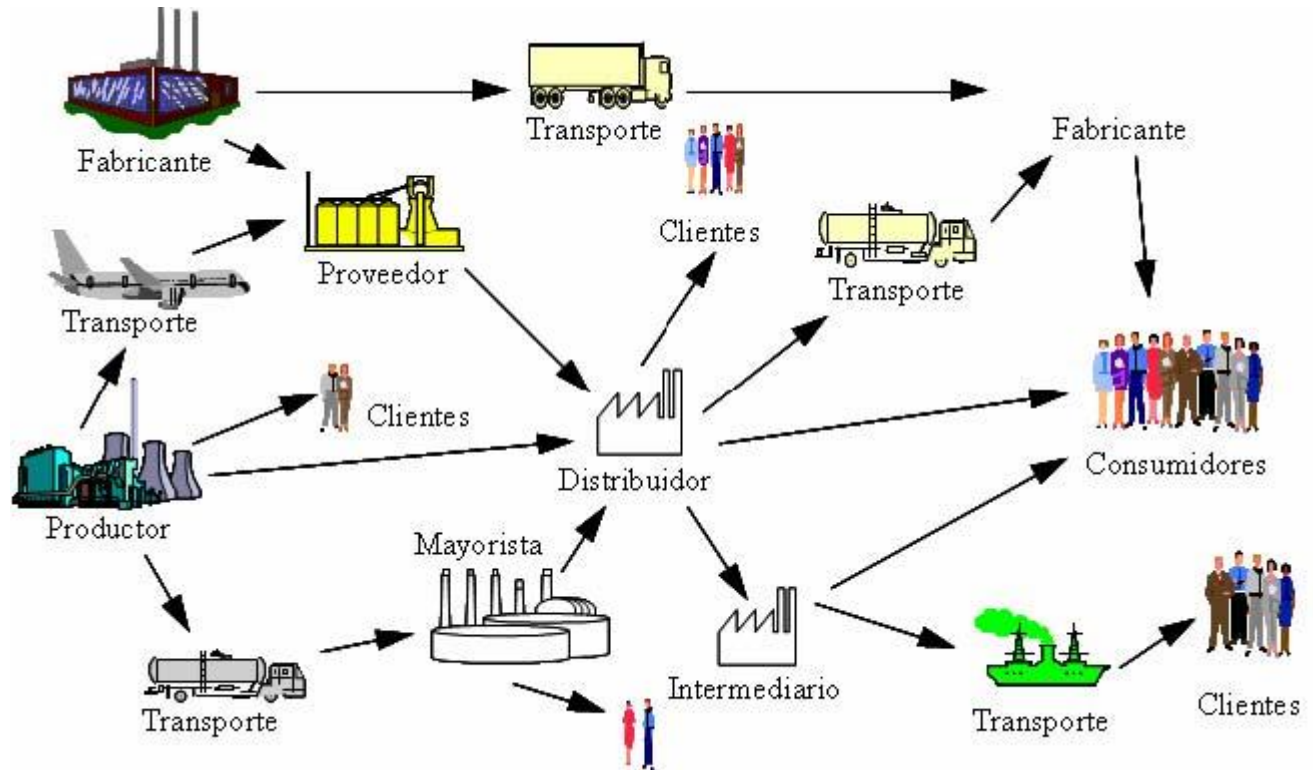 Transporte
Fabricante
Fabricante
Clientes
Proveedor
Transporte
Transporte
Clientes
Consumidores
Distribuidor
Productor
Mayorista
Intermediario
Transporte
Transporte
Clientes